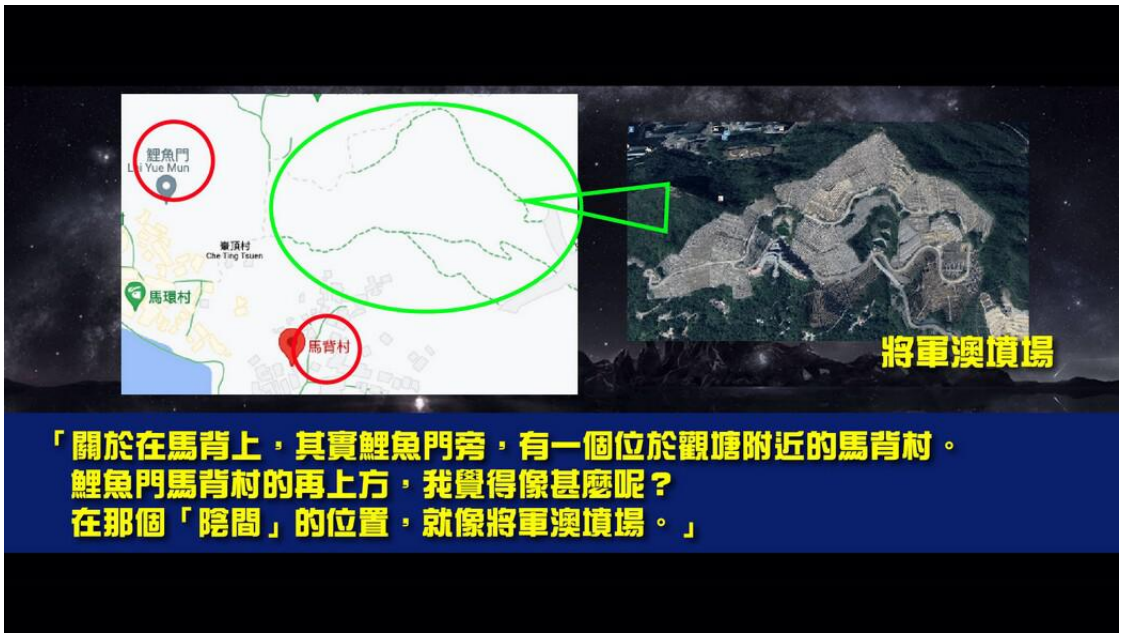 鯉魚門
Lei Yue Mun
輋頂村
Che Ting Tsuen
馬環村
馬背村
將軍澳墳場
「關於在馬背上，其實鯉魚門旁，有一個位於觀塘附近的馬背村。
鯉魚門馬背村的再上方，我覺得像甚麼呢？
在那個「陰間」的位置，就像將軍澳墳場。」